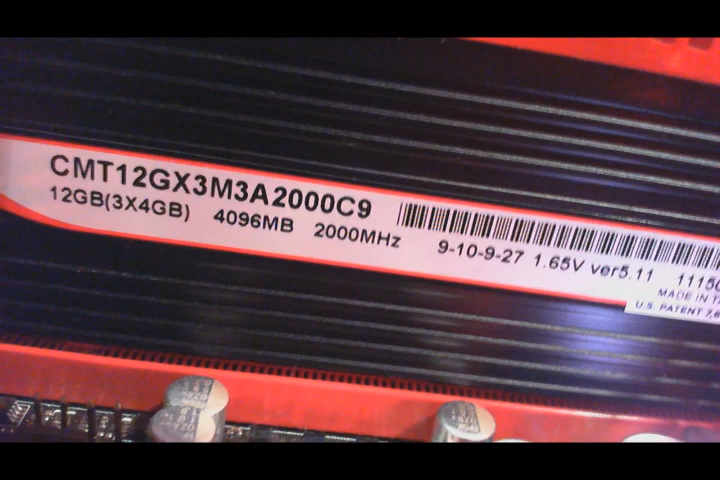 CMT12GX3M3A2000C9
12GB(3X4GB) 4096MB 2000MHz 9-10-9-27 1.65V ver5.11 1115
MADE IN T
U.S. PATENT 7,6